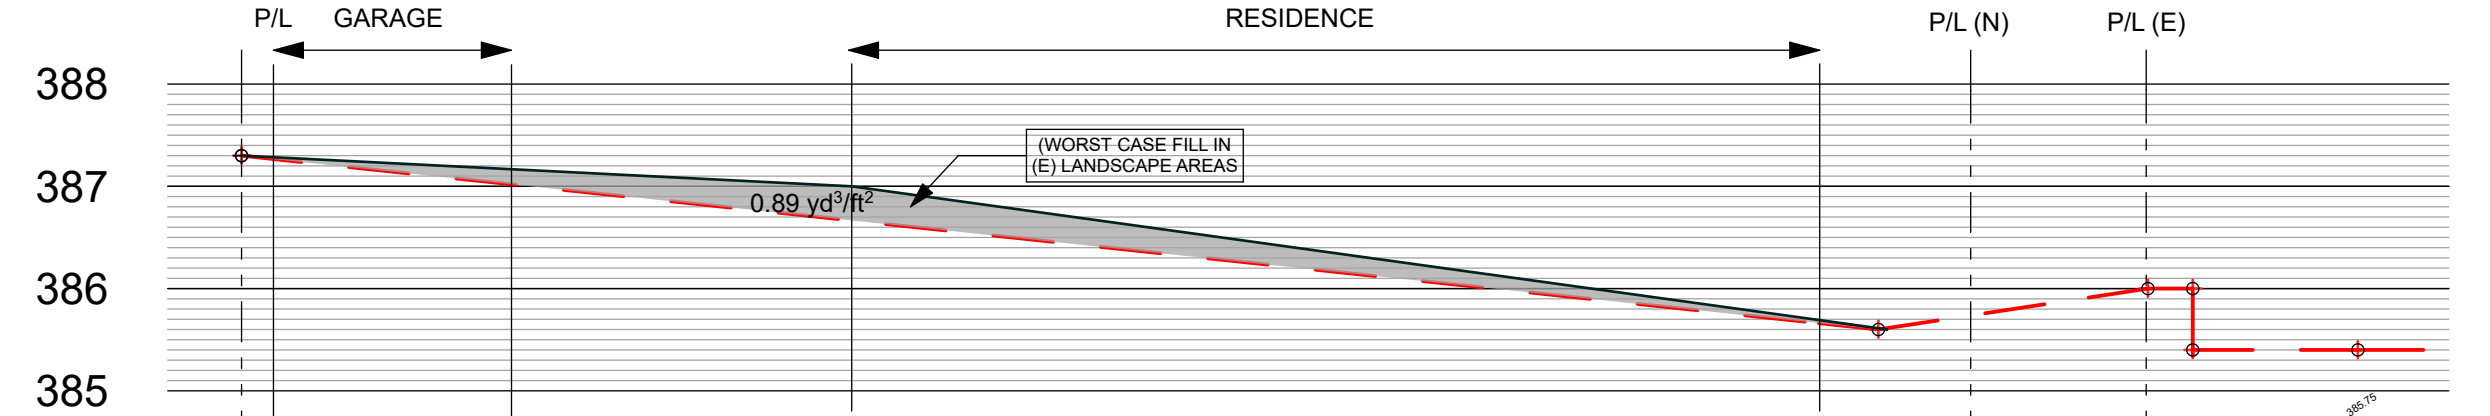 P/L GARAGE RESIDENCE P/L (N) P/L (E)
388
(WORST CASE FILL IN
(E) LANDSCAPE AREAS
387
0.89 yd³/ft²
386
385
385.75